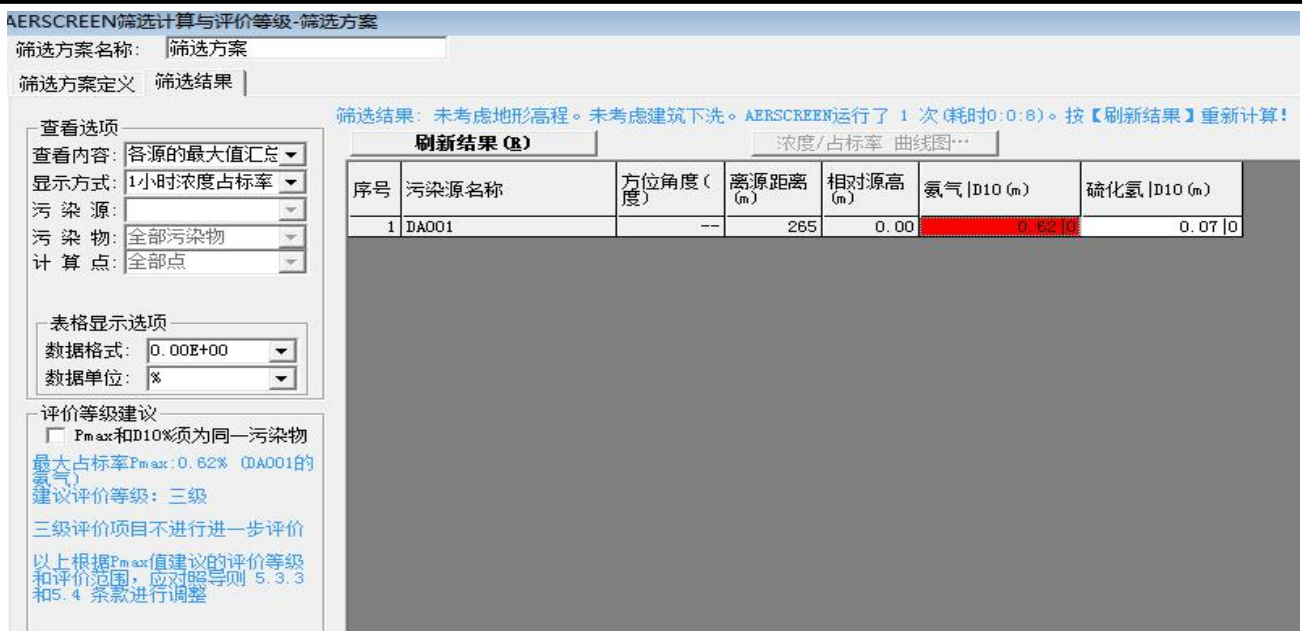 AERSCREEN筛选计算与评价等级-筛选方案
筛选方案名称: 筛选方案
筛选方案定义 筛选结果
筛选结果: 未考虑地形高程。未考虑建筑下洗。AERSCREEN运行了 1 次(耗时0:0:8)。按【刷新结果】重新计算!
查看选项
查看内容: 各源的最大值汇总
显示方式: 1小时浓度占标率
污 染 源:
污 染 物: 全部污染物
计 算 点: 全部点
刷新结果(R)
浓度/占标率 曲线图…
序号 污染源名称 方位角度(度) 离源距离(m) 相对源高(m) 氨气|D10(m) 硫化氢|D10(m)
1 DA001 -- 265 0.00 0.62|0 0.07|0
表格显示选项
数据格式: 0.00E+00
数据单位: %
评价等级建议
Pmax和D10%须为同一污染物
最大占标率Pmax:0.62% (DA001的
氨气)
建议评价等级: 三级
三级评价项目不进行进一步评价
以上根据Pmax值建议的评价等级
和评价范围,应对照导则 5.3.3
和5.4 条款进行调整